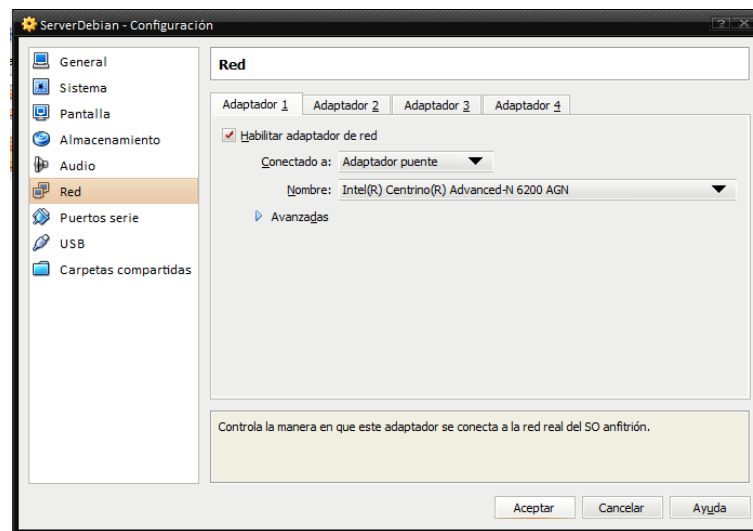 ServerDebian - Configuración
General
Sistema
Pantalla
Almacenamiento
Audio
Red
Puertos serie
USB
Carpetas compartidas
Red
Adaptador 1 Adaptador 2 Adaptador 3 Adaptador 4
Habilitar adaptador de red
Conectado a: Adaptador puente
Nombre: Intel(R) Centrino(R) Advanced-N 6200 AGN
Avanzadas
Controla la manera en que este adaptador se conecta a la red real del SO anfitrión.
Aceptar Cancelar Ayuda